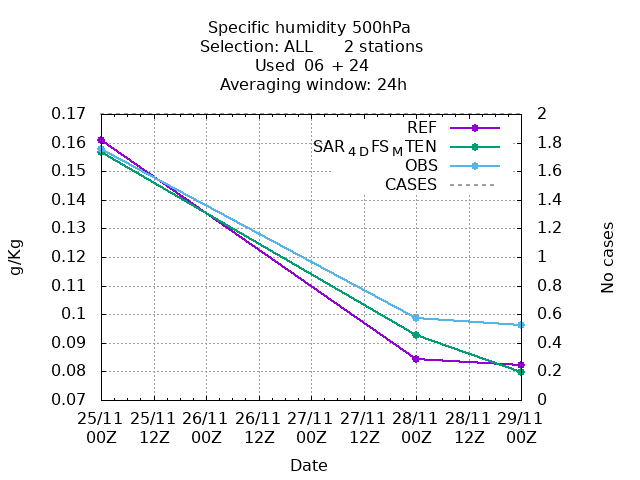 Specific humidity 500hPa
Selection: ALL 2 stations
Used 06 + 24
Averaging window: 24h
g/Kg
0.17
0.16
0.15
0.14
0.13
0.12
0.11
0.1
0.09
0.08
0.07
REF
SAR4DFSMTEN
OBS
CASES
2
1.8
1.6
1.4
1.2
1
0.8
0.6
0.4
0.2
0
No cases
25/11 25/11 26/11 26/11 27/11 27/11 28/11 28/11 29/11
00Z 12Z 00Z 12Z 00Z 12Z 00Z 12Z 00Z
Date